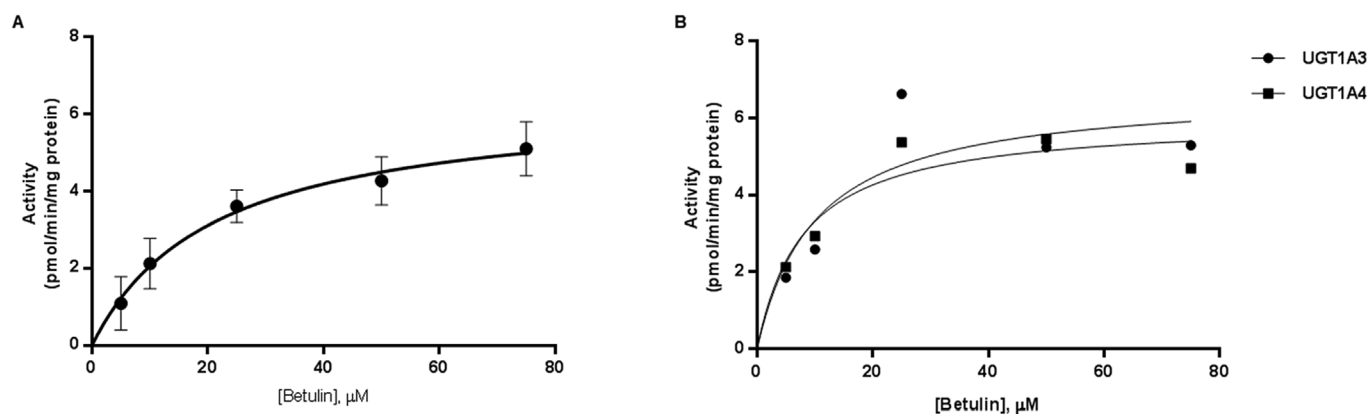 A
8
6
4
2
0
Activity
(pmol/min/mg protein)
0 20 40 60 80
[Betulin], μM
B
8
6
4
2
0
Activity
(pmol/min/mg protein)
0 20 40 60 80
[Betulin], μM
UGT1A3
UGT1A4